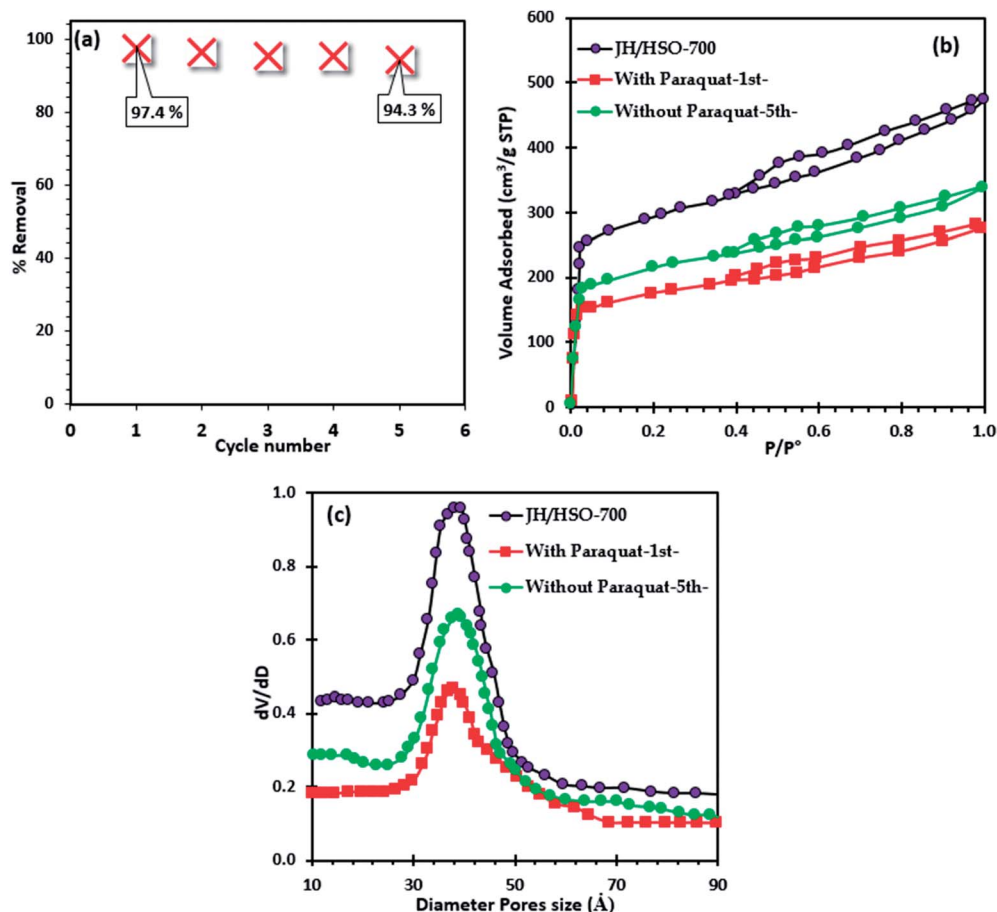 (a)
100
80
60
40
20
0
% Removal
97.4 %
94.3 %
0 1 2 3 4 5 6
Cycle number
(b)
600
500
400
300
200
100
0
Volume Adsorbed (cm³/g STP)
JH/HSO-700
With Paraquat-1st-
Without Paraquat-5th-
0.0 0.2 0.4 0.6 0.8 1.0
P/P°
(c)
1.0
0.8
0.6
0.4
0.2
0.0
dV/dD
JH/HSO-700
With Paraquat-1st-
Without Paraquat-5th-
10 30 50 70 90
Diameter Pores size (Å)